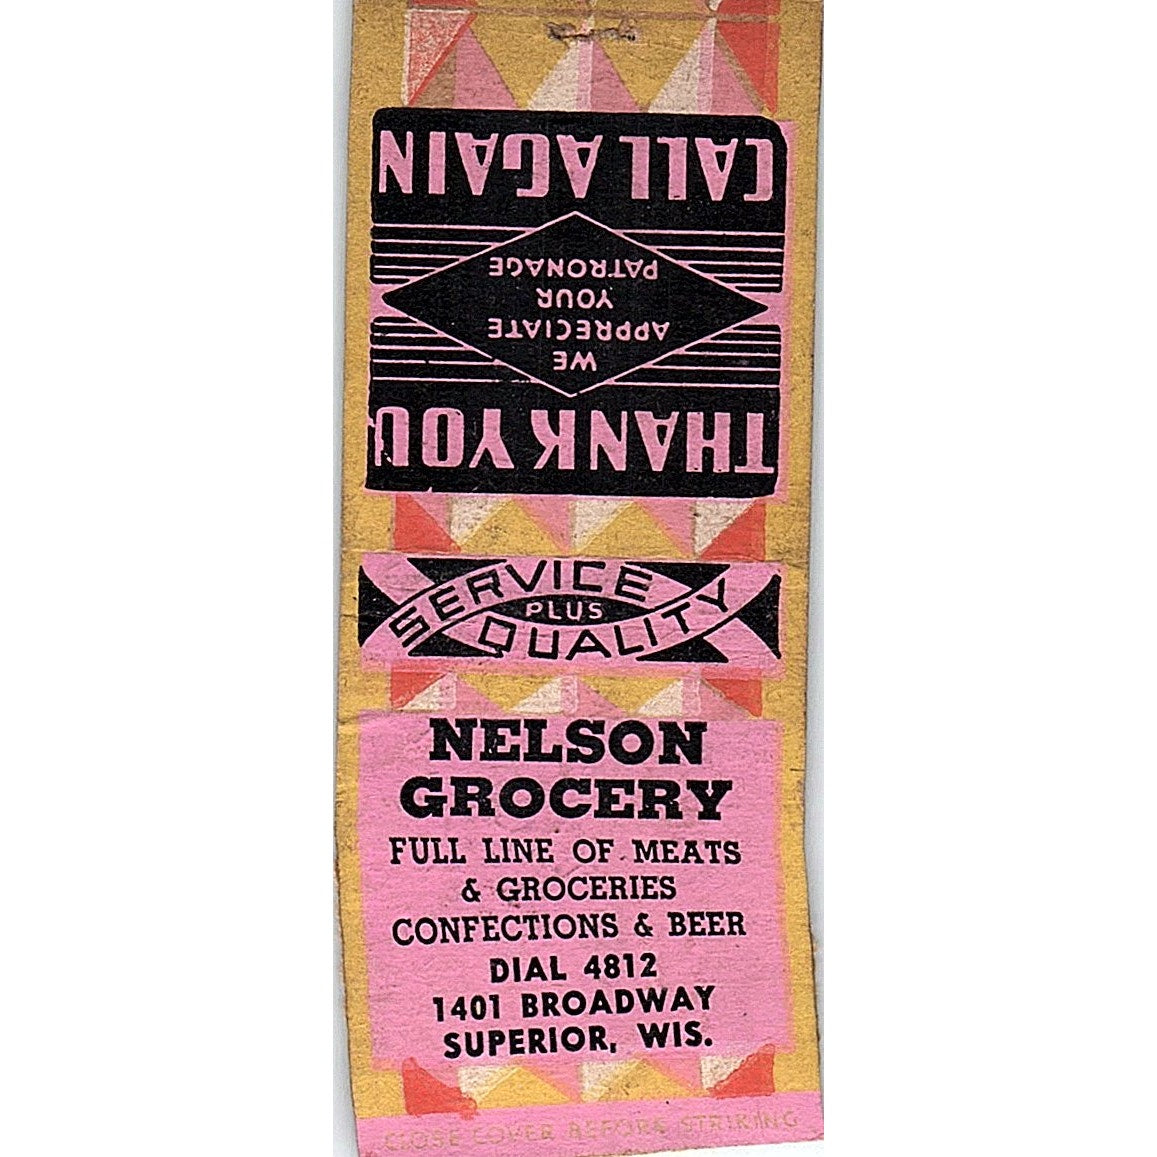 THANK YOU
WE
APPRECIATE
YOUR
PATRONAGE
CALL AGAIN
SERVICE
PLUS
QUALITY
NELSON
GROCERY
FULL LINE OF MEATS
& GROCERIES
CONFECTIONS & BEER
DIAL 4812
1401 BROADWAY
SUPERIOR, WIS.
CLOSE COVER BEFORE STRIKING